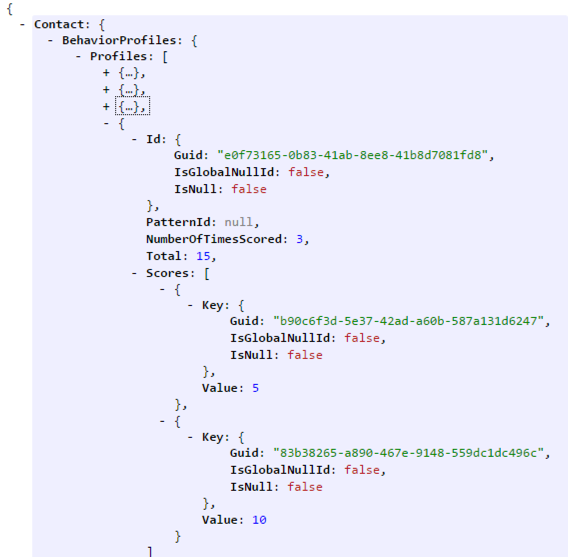 {
- Contact: {
- BehaviorProfiles: {
- Profiles: [
+ {…},
+ {…},
+ {…},
- {
- Id: {
Guid: "e0f73165-0b83-41ab-8ee8-41b8d7081fd8",
IsGlobalNullId: false,
IsNull: false
},
PatternId: null,
NumberOfTimesScored: 3,
Total: 15,
- Scores: [
- {
- Key: {
Guid: "b90c6f3d-5e37-42ad-a60b-587a131d6247",
IsGlobalNullId: false,
IsNull: false
},
Value: 5
},
- {
- Key: {
Guid: "83b38265-a890-467e-9148-559dc1dc496c",
IsGlobalNullId: false,
IsNull: false
},
Value: 10
}
]